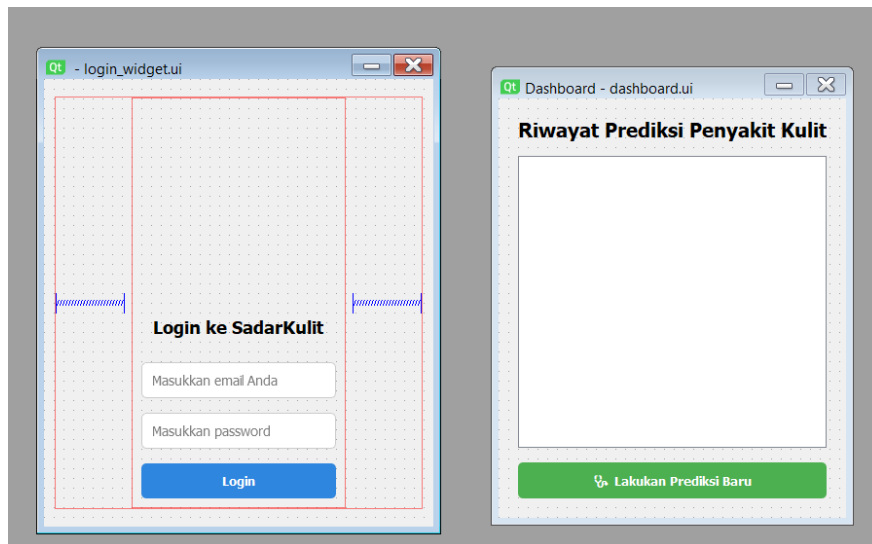 Qt - login_widget.ui
Login ke SadarKulit
Masukkan email Anda
Masukkan password
Login
Qt Dashboard - dashboard.ui
Riwayat Prediksi Penyakit Kulit
Lakukan Prediksi Baru